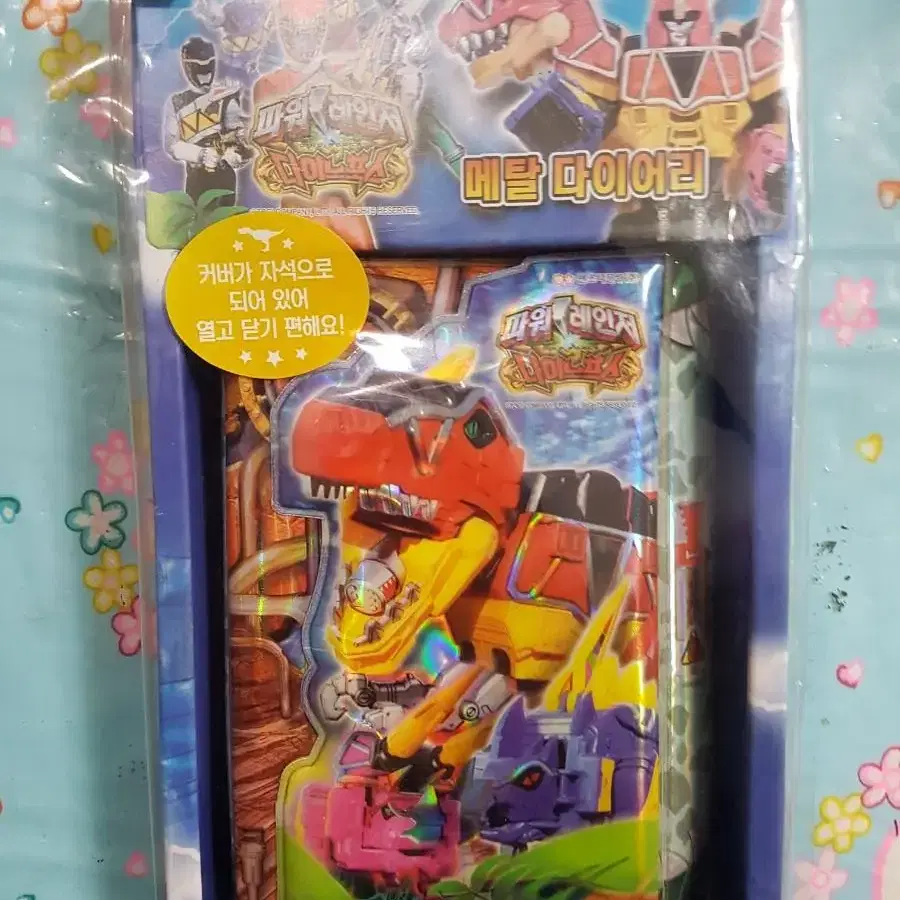 파워레인저
다이노포스
메탈 다이어리
커버가 자석으로
되어 있어
열고 닫기 편해요!
파워레인저
다이노포스